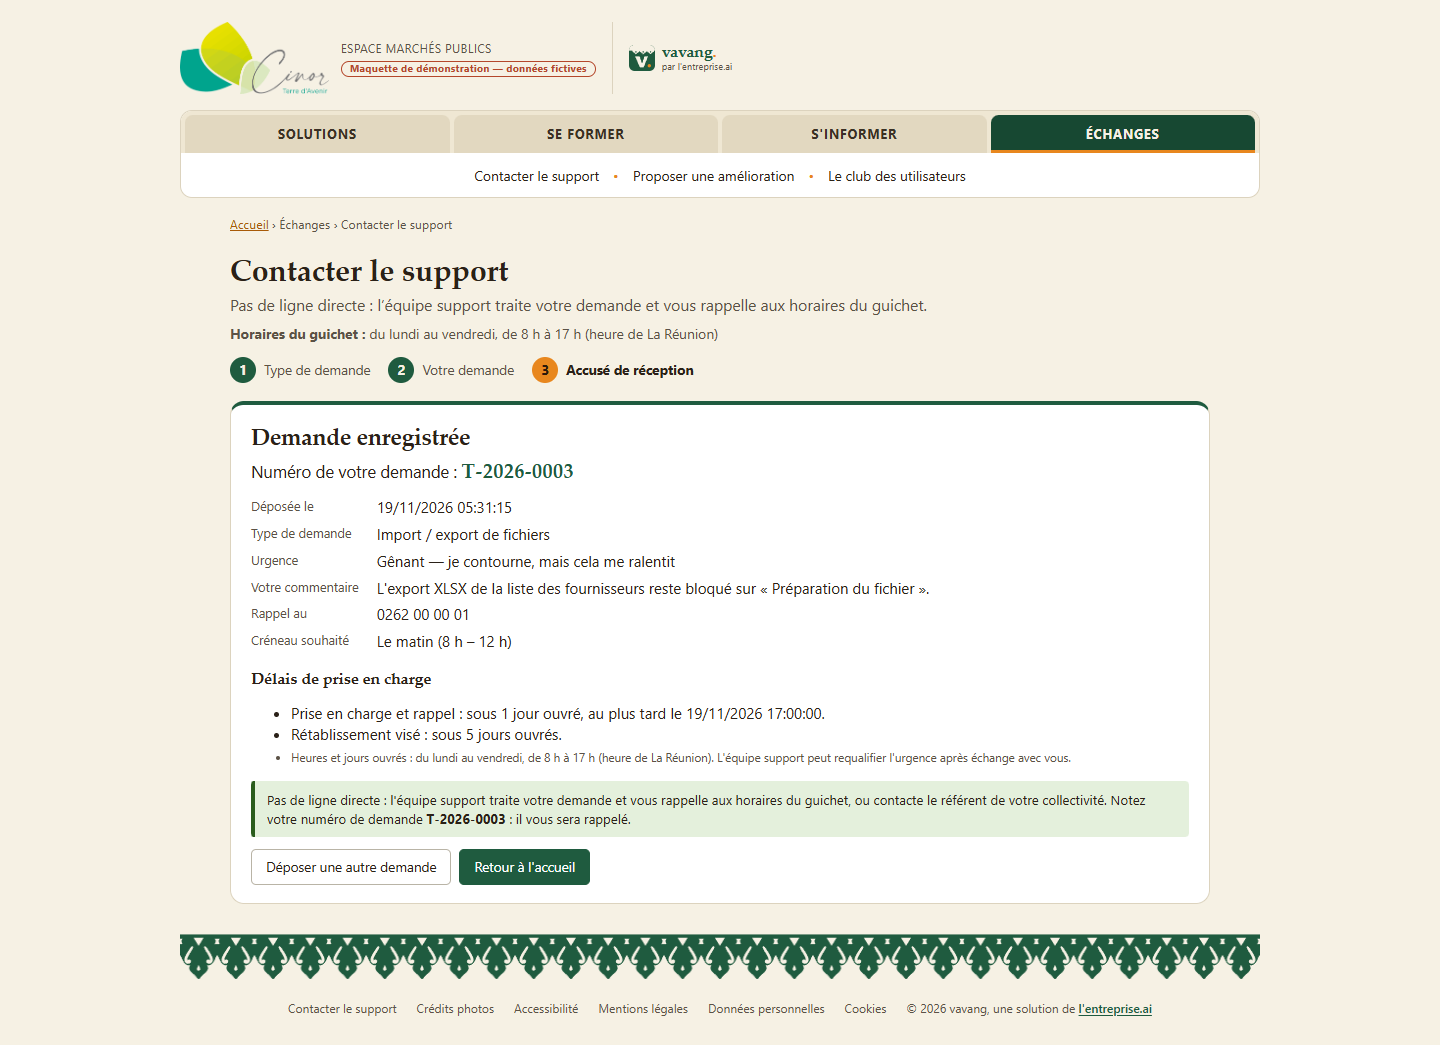 Cinor
Terre d'Avenir
ESPACE MARCHÉS PUBLICS
Maquette de démonstration — données fictives
v.
vavang.
par l'entreprise.ai
SOLUTIONS
SE FORMER
S'INFORMER
ÉCHANGES
Contacter le support • Proposer une amélioration • Le club des utilisateurs
Accueil › Échanges › Contacter le support
Contacter le support
Pas de ligne directe : l'équipe support traite votre demande et vous rappelle aux horaires du guichet.
Horaires du guichet : du lundi au vendredi, de 8 h à 17 h (heure de La Réunion)
1 Type de demande 2 Votre demande 3 Accusé de réception
Demande enregistrée
Numéro de votre demande : T-2026-0003
Déposée le 19/11/2026 05:31:15
Type de demande Import / export de fichiers
Urgence Gênant — je contourne, mais cela me ralentit
Votre commentaire L'export XLSX de la liste des fournisseurs reste bloqué sur « Préparation du fichier ».
Rappel au 0262 00 00 01
Créneau souhaité Le matin (8 h – 12 h)
Délais de prise en charge
• Prise en charge et rappel : sous 1 jour ouvré, au plus tard le 19/11/2026 17:00:00.
• Rétablissement visé : sous 5 jours ouvrés.
• Heures et jours ouvrés : du lundi au vendredi, de 8 h à 17 h (heure de La Réunion). L'équipe support peut requalifier l'urgence après échange avec vous.
Pas de ligne directe : l'équipe support traite votre demande et vous rappelle aux horaires du guichet, ou contacte le référent de votre collectivité. Notez
votre numéro de demande T-2026-0003 : il vous sera rappelé.
Déposer une autre demande
Retour à l'accueil
Contacter le support Crédits photos Accessibilité Mentions légales Données personnelles Cookies © 2026 vavang, une solution de l'entreprise.ai